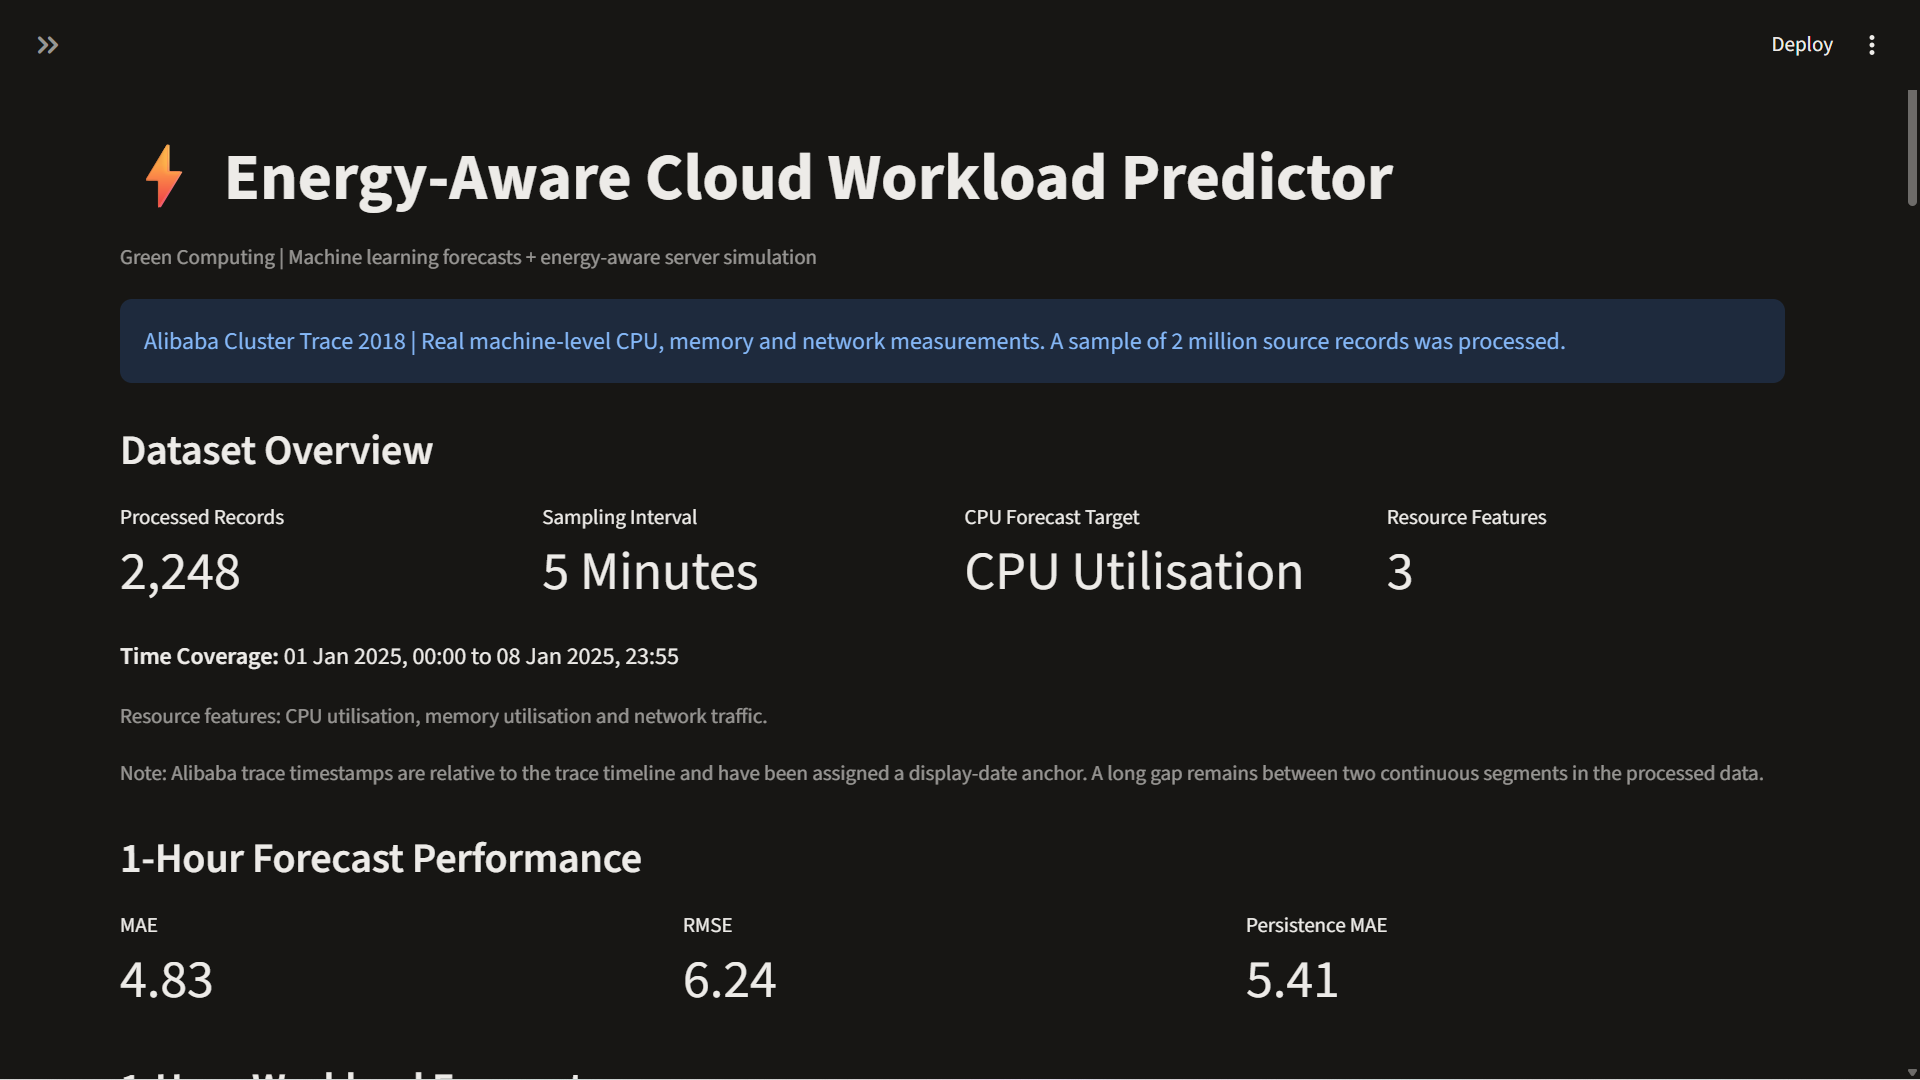 Deploy
Energy-Aware Cloud Workload Predictor
Green Computing | Machine learning forecasts + energy-aware server simulation
Alibaba Cluster Trace 2018 | Real machine-level CPU, memory and network measurements. A sample of 2 million source records was processed.
Dataset Overview
Processed Records
2,248
Sampling Interval
5 Minutes
CPU Forecast Target
CPU Utilisation
Resource Features
3
Time Coverage: 01 Jan 2025, 00:00 to 08 Jan 2025, 23:55
Resource features: CPU utilisation, memory utilisation and network traffic.
Note: Alibaba trace timestamps are relative to the trace timeline and have been assigned a display-date anchor. A long gap remains between two continuous segments in the processed data.
1-Hour Forecast Performance
MAE
4.83
RMSE
6.24
Persistence MAE
5.41